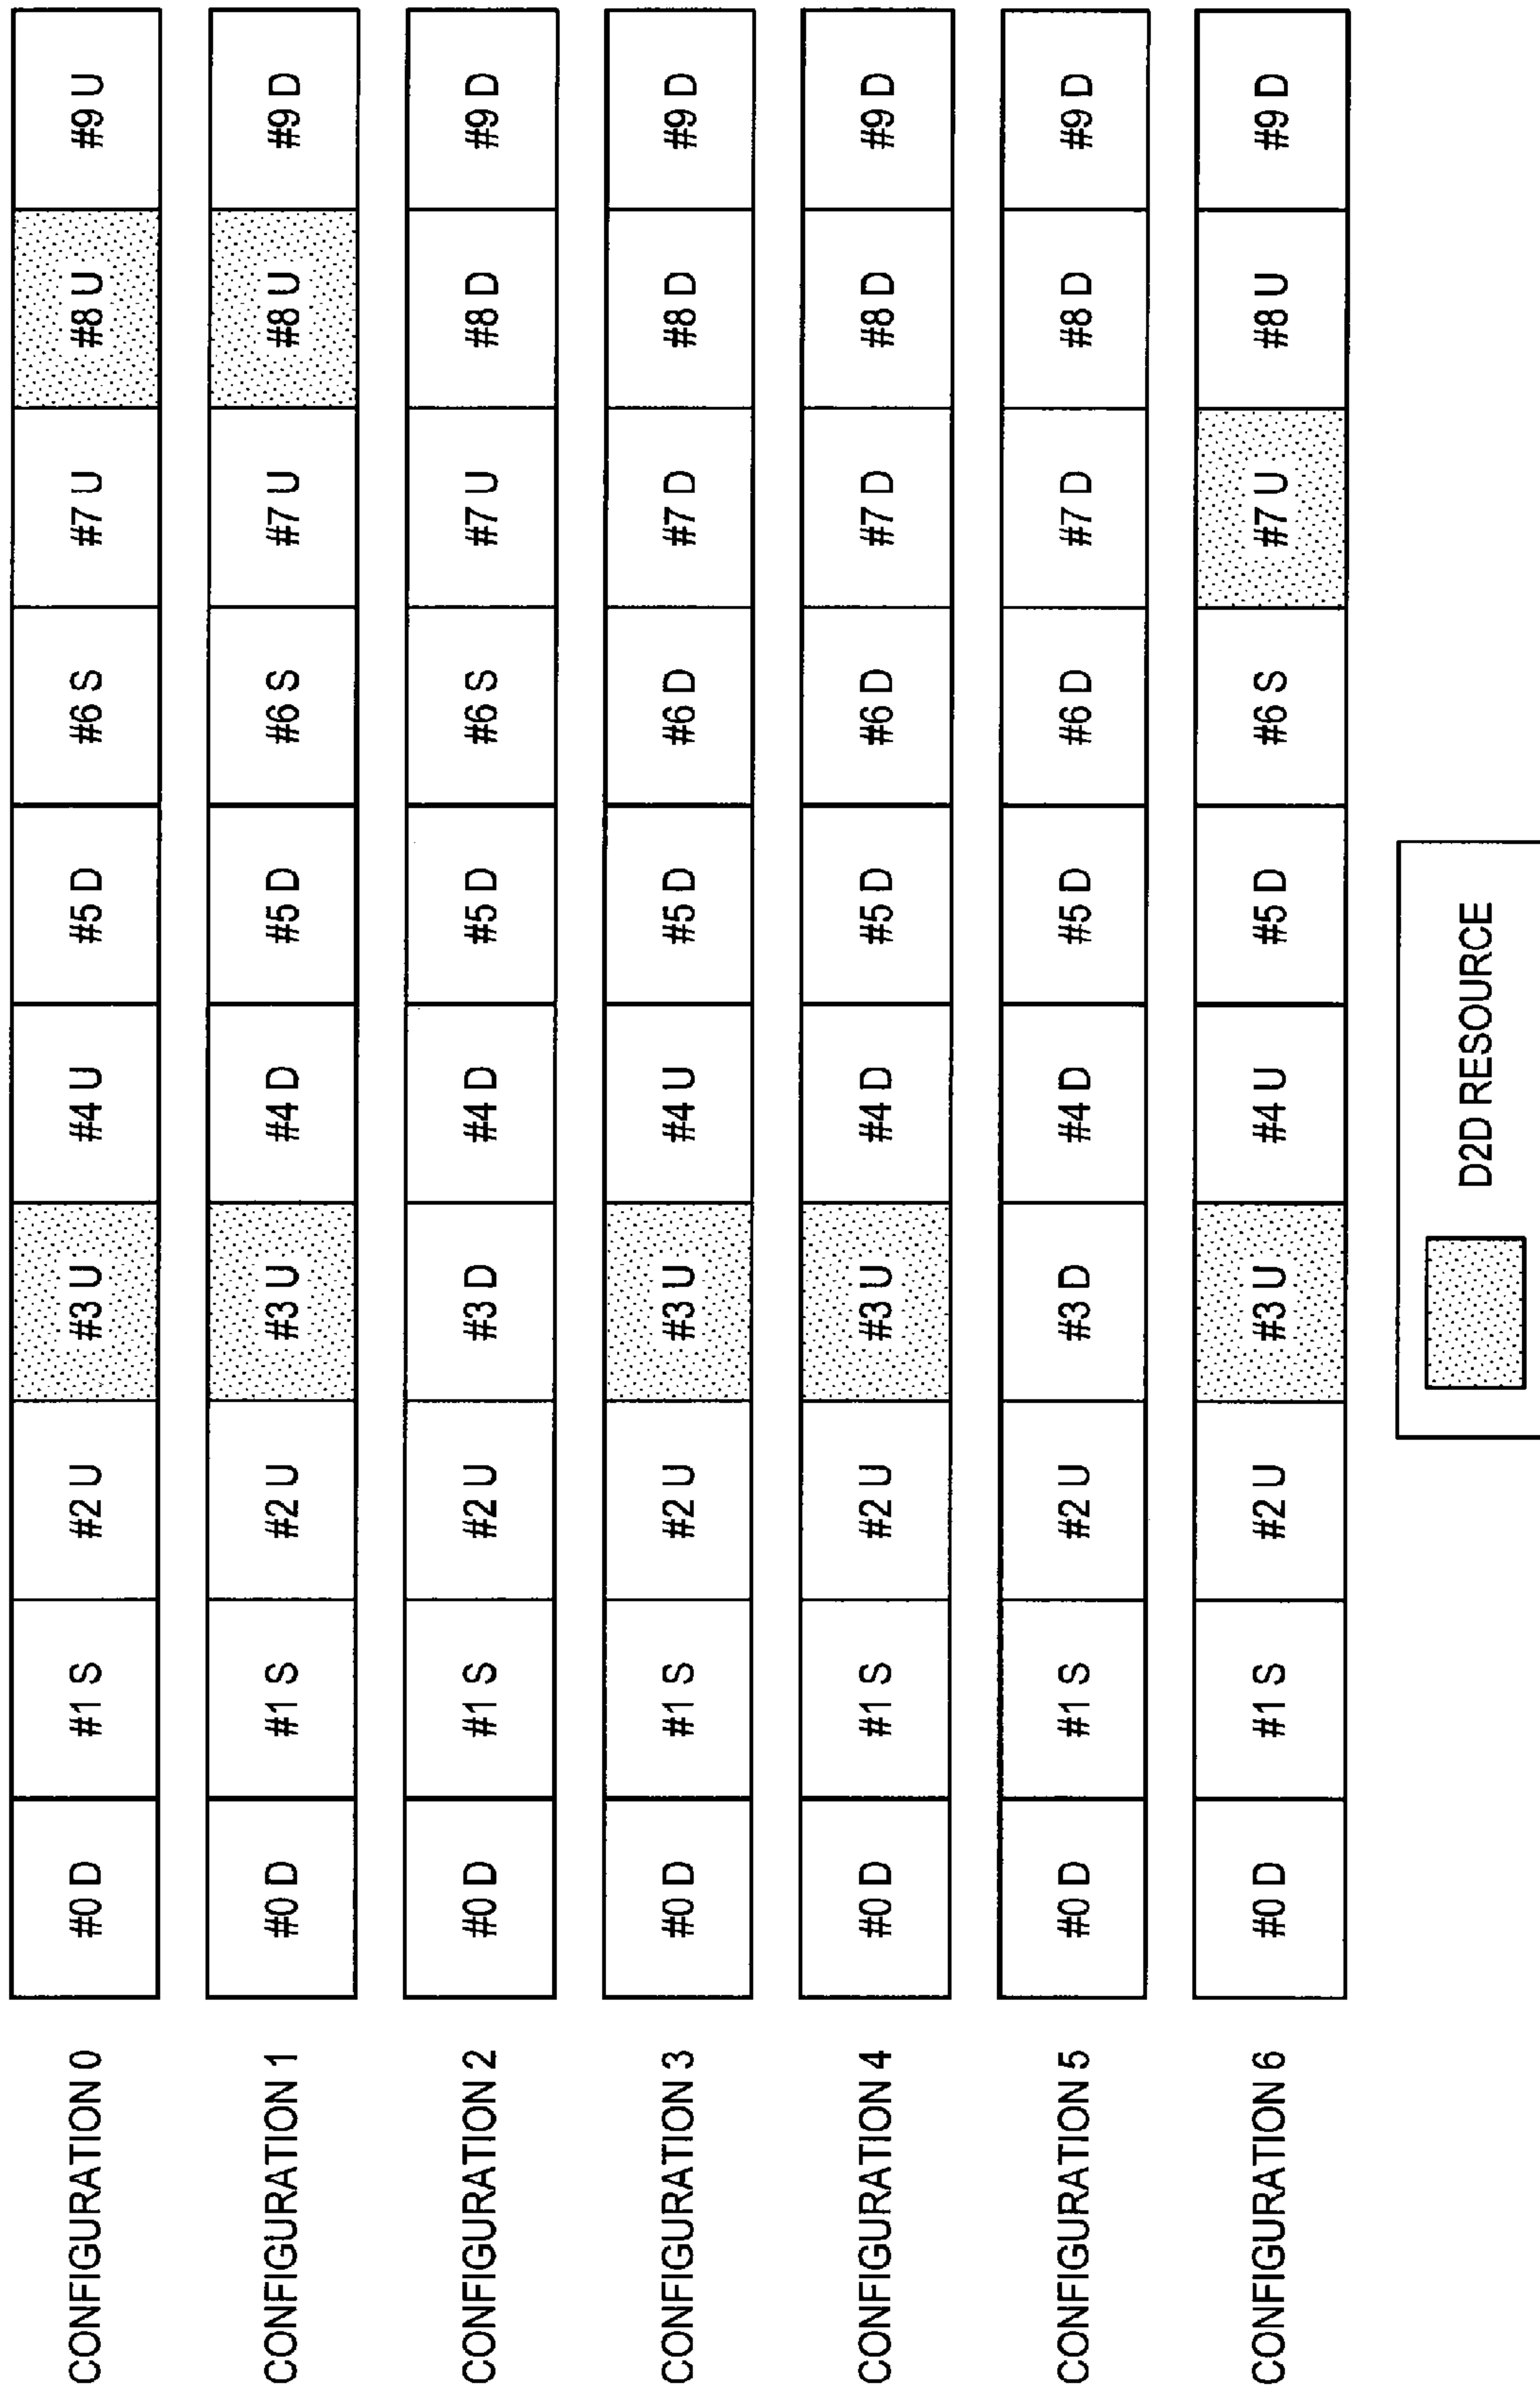 CONFIGURATION 0 #0 D #1 S #2 U #3 U #4 U #5 D #6 S #7 U #8 U #9 U
CONFIGURATION 1 #0 D #1 S #2 U #3 U #4 D #5 D #6 S #7 U #8 U #9 D
CONFIGURATION 2 #0 D #1 S #2 U #3 D #4 D #5 D #6 S #7 U #8 D #9 D
CONFIGURATION 3 #0 D #1 S #2 U #3 U #4 U #5 D #6 D #7 D #8 D #9 D
CONFIGURATION 4 #0 D #1 S #2 U #3 U #4 D #5 D #6 D #7 D #8 D #9 D
CONFIGURATION 5 #0 D #1 S #2 U #3 D #4 D #5 D #6 D #7 D #8 D #9 D
CONFIGURATION 6 #0 D #1 S #2 U #3 U #4 U #5 D #6 S #7 U #8 U #9 D
D2D RESOURCE